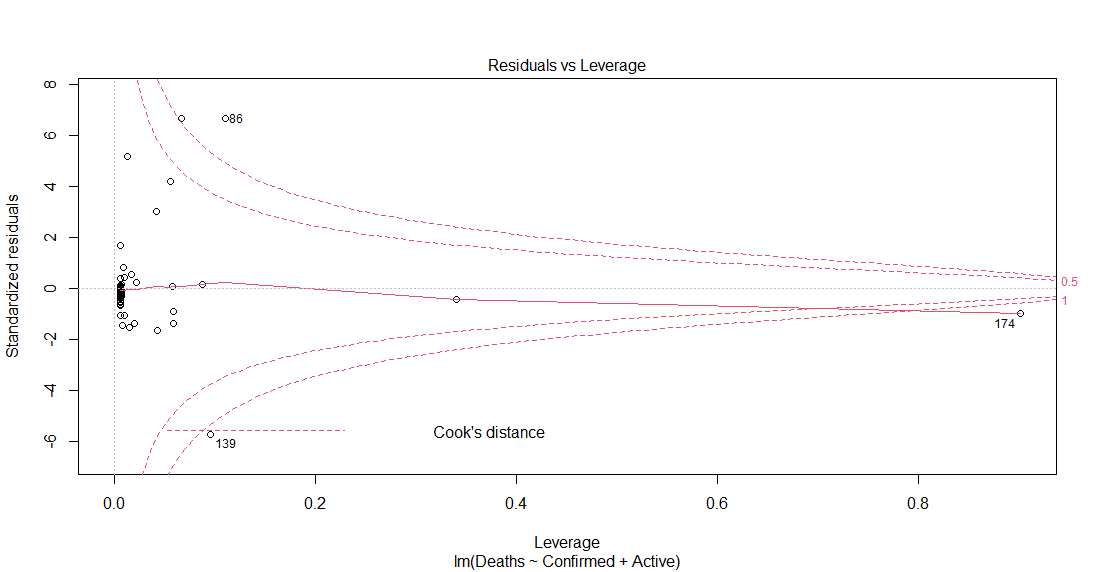 Residuals vs Leverage
Standardized residuals
8
6
4
2
0
-2
-4
-6
86
0.5
1
174
139
Cook's distance
0.0 0.2 0.4 0.6 0.8
Leverage
lm(Deaths ~ Confirmed + Active)